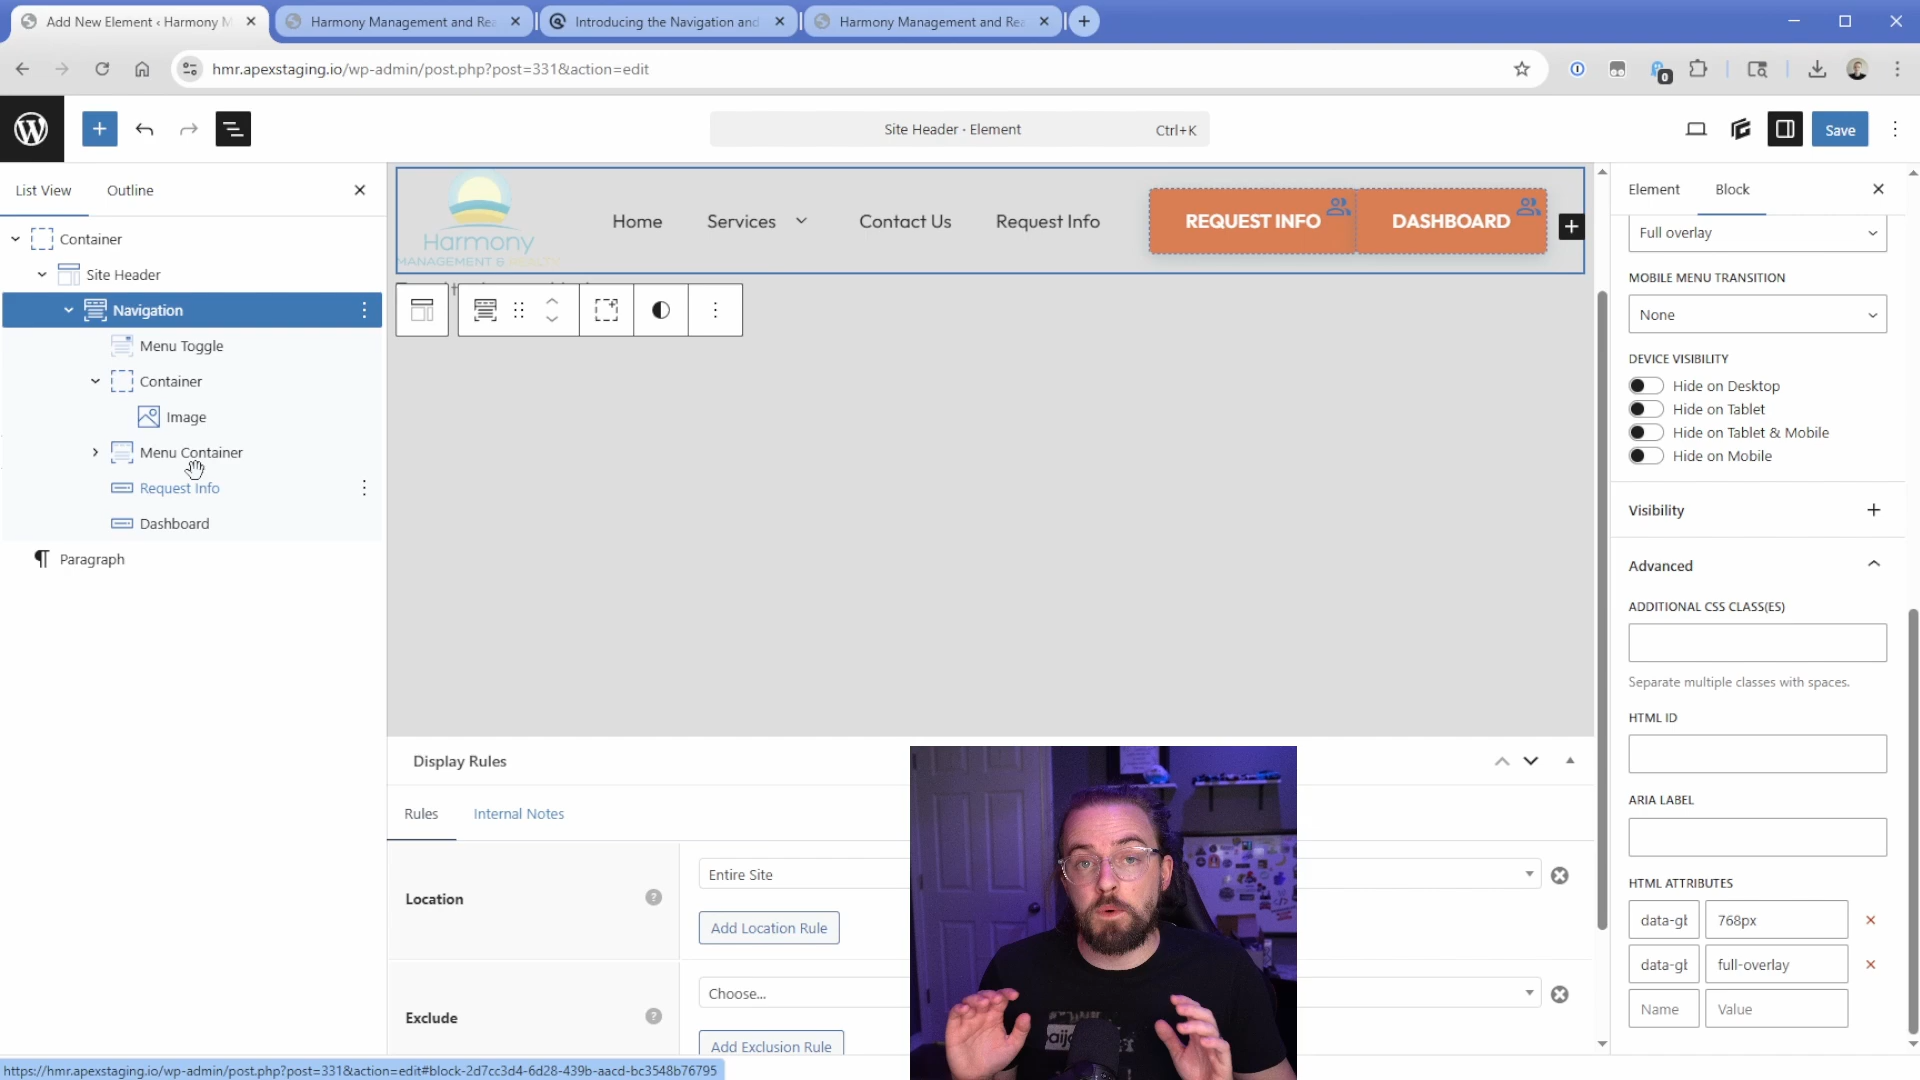 Add New Element ‹ Harmony M
Harmony Management and Rea
Introducing the Navigation and
Harmony Management and Rea
hmr.apexstaging.io/wp-admin/post.php?post=331&action=edit
0
Site Header · Element
Ctrl+K
Save
List View
Outline
Container
Site Header
Navigation
Menu Toggle
Container
Image
Menu Container
Request Info
Dashboard
Paragraph
Harmony
MANAGEMENT & REALTY
Home
Services
Contact Us
Request Info
REQUEST INFO
DASHBOARD
Element
Block
Full overlay
MOBILE MENU TRANSITION
None
DEVICE VISIBILITY
Hide on Desktop
Hide on Tablet
Hide on Tablet & Mobile
Hide on Mobile
Visibility
Advanced
ADDITIONAL CSS CLASS(ES)
Separate multiple classes with spaces.
HTML ID
ARIA LABEL
HTML ATTRIBUTES
data-gb
768px
data-gb
full-overlay
Name
Value
Display Rules
Rules
Internal Notes
Location
Entire Site
Add Location Rule
Exclude
Choose...
Add Exclusion Rule
https://hmr.apexstaging.io/wp-admin/post.php?post=331&action=edit#block-2d7cc3d4-6d28-439b-aacd-bc3548b76795